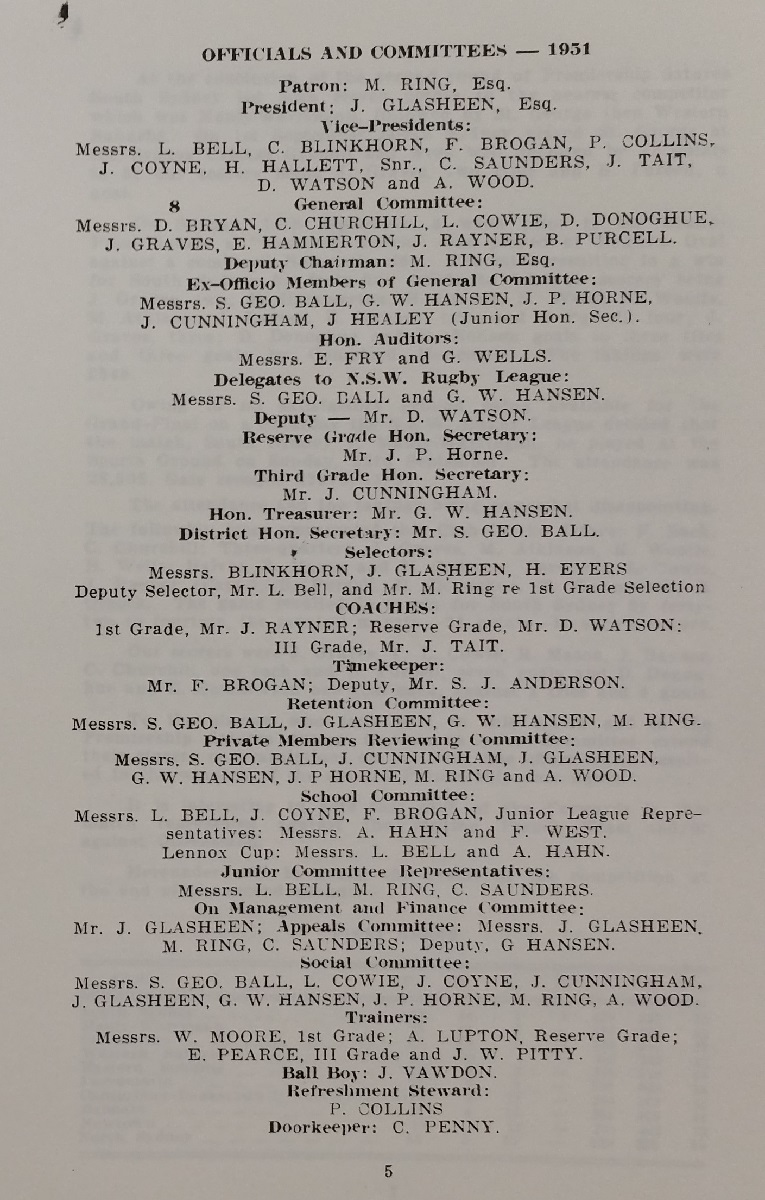 OFFICIALS AND COMMITTEES — 1951
Patron: M. RING, Esq.
President: J. GLASHEEN, Esq.
Vice-Presidents:
Messrs. L. BELL, C. BLINKHORN, F. BROGAN, P. COLLINS,
J. COYNE, H. HALLETT, Snr., C. SAUNDERS, J. TAIT,
D. WATSON and A. WOOD.
8 General Committee:
Messrs. D. BRYAN, C. CHURCHILL, L. COWIE, D. DONOGHUE,
J. GRAVES, E. HAMMERTON, J. RAYNER, B. PURCELL.
Deputy Chairman: M. RING, Esq.
Ex-Officio Members of General Committee:
Messrs. S. GEO. BALL, G. W. HANSEN, J. P. HORNE,
J. CUNNINGHAM, J HEALEY (Junior Hon. Sec.).
Hon. Auditors:
Messrs. E. FRY and G. WELLS.
Delegates to N.S.W. Rugby League:
Messrs. S. GEO. BALL and G. W. HANSEN.
Deputy — Mr. D. WATSON.
Reserve Grade Hon. Secretary:
Mr. J. P. Horne.
Third Grade Hon. Secretary:
Mr. J. CUNNINGHAM.
Hon. Treasurer: Mr. G. W. HANSEN.
District Hon. Secretary: Mr. S. GEO. BALL.
Selectors:
Messrs. BLINKHORN, J. GLASHEEN, H. EYERS
Deputy Selector, Mr. L. Bell, and Mr. M. Ring re 1st Grade Selection
COACHES:
1st Grade, Mr. J. RAYNER; Reserve Grade, Mr. D. WATSON:
III Grade, Mr. J. TAIT.
Timekeeper:
Mr. F. BROGAN; Deputy, Mr. S. J. ANDERSON.
Retention Committee:
Messrs. S. GEO. BALL, J. GLASHEEN, G. W. HANSEN, M. RING.
Private Members Reviewing Committee:
Messrs. S. GEO. BALL, J. CUNNINGHAM, J. GLASHEEN,
G. W. HANSEN, J. P HORNE, M. RING and A. WOOD.
School Committee:
Messrs. L. BELL, J. COYNE, F. BROGAN, Junior League Repre-
sentatives: Messrs. A. HAHN and F. WEST.
Lennox Cup: Messrs. L. BELL and A. HAHN.
Junior Committee Representatives:
Messrs. L. BELL, M. RING, C. SAUNDERS.
On Management and Finance Committee:
Mr. J. GLASHEEN; Appeals Committee: Messrs. J. GLASHEEN,
M. RING, C. SAUNDERS; Deputy, G HANSEN.
Social Committee:
Messrs. S. GEO. BALL, L. COWIE, J. COYNE, J. CUNNINGHAM,
J. GLASHEEN, G. W. HANSEN, J. P. HORNE, M. RING, A. WOOD.
Trainers:
Messrs. W. MOORE, 1st Grade; A. LUPTON, Reserve Grade;
E. PEARCE, III Grade and J. W. PITTY.
Ball Boy: J. VAWDON.
Refreshment Steward:
P. COLLINS
Doorkeeper: C. PENNY.
5